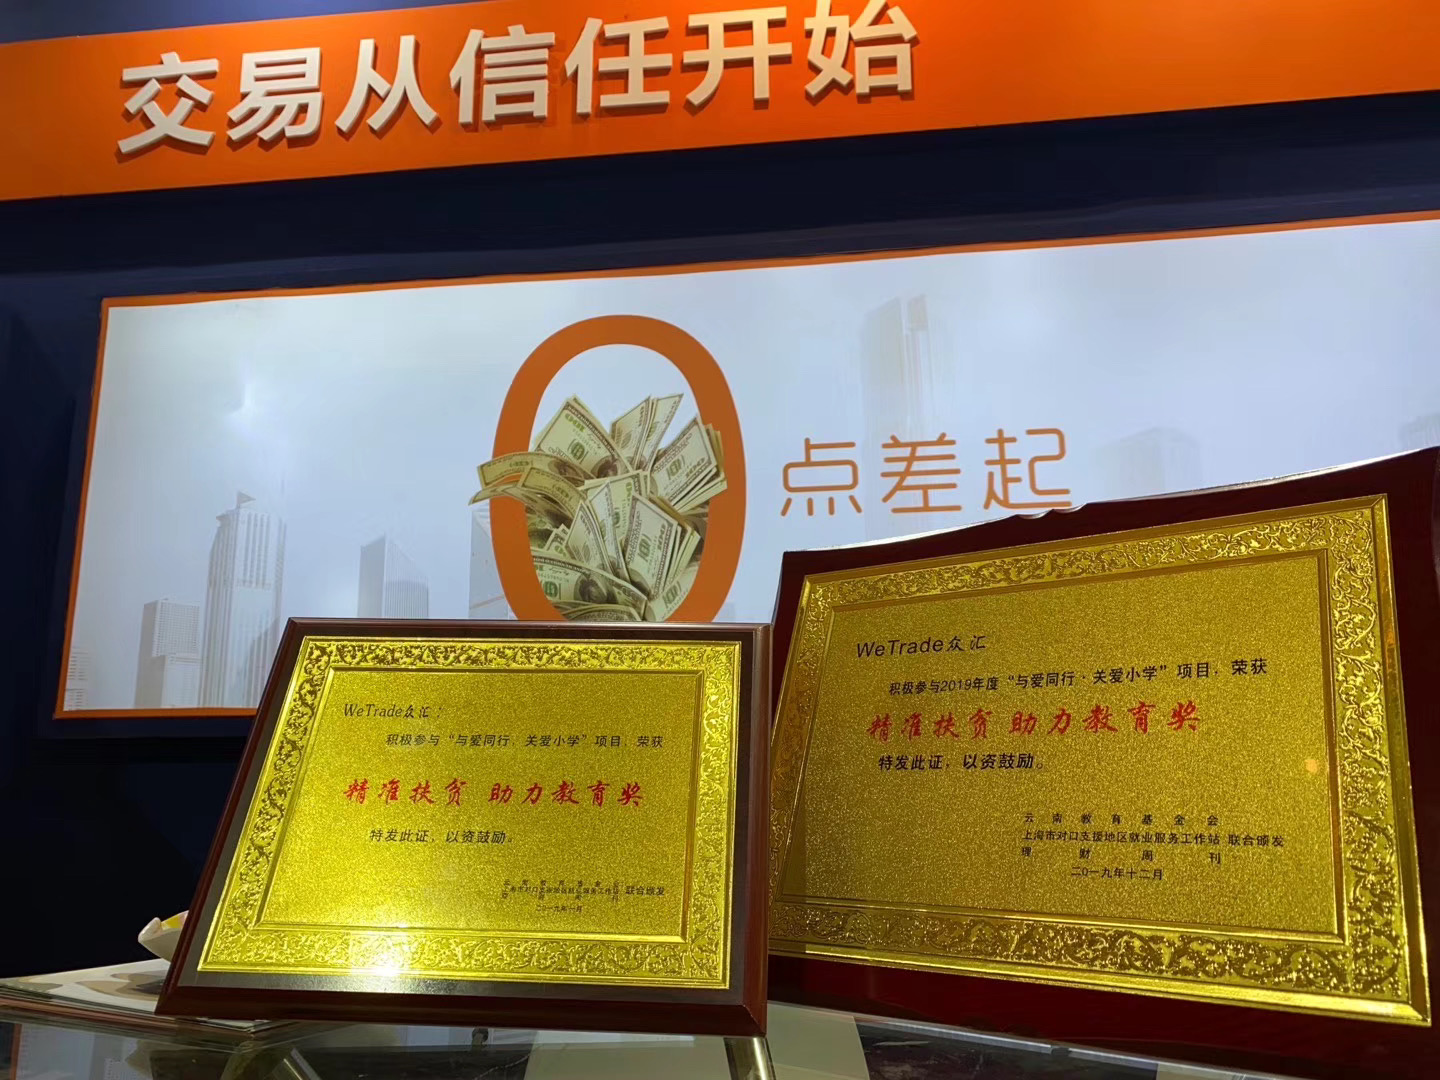 交易从信任开始
0点差起
WeTrade众汇：
积极参与“与爱同行，关爱小学”项目，荣获
精准扶贫 助力教育奖
特发此证，以资鼓励。
联合颁发
二〇一九年一月
WeTrade众汇
积极参与2019年度“与爱同行·关爱小学”项目，荣获
精准扶贫助力教育奖
特发此证，以资鼓励。
云南教育基金会
上海市对口支援地区就业服务工作站 联合颁发
理财周刊
二〇一九年十二月